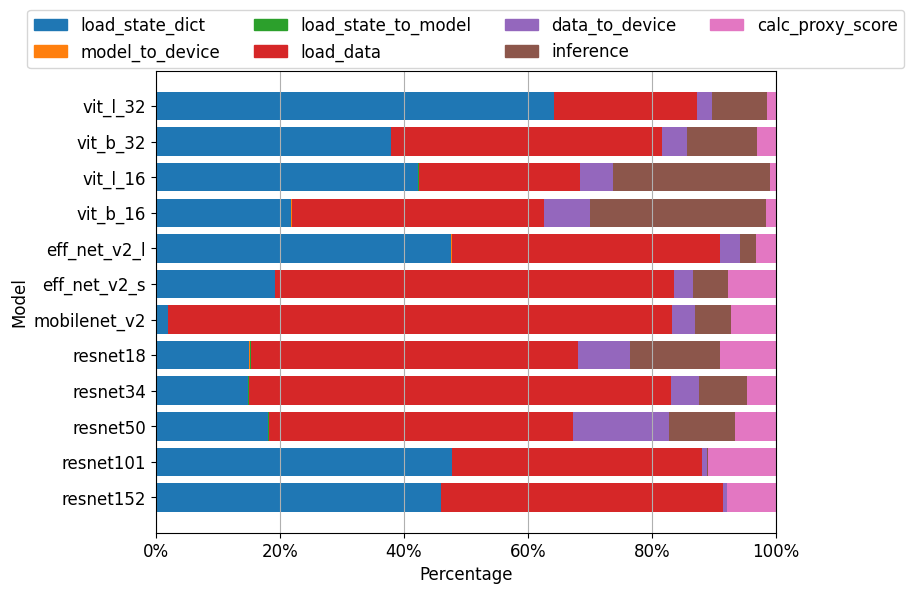 load_state_dict load_state_to_model data_to_device calc_proxy_score
model_to_device load_data inference
vit_l_32
vit_b_32
vit_l_16
vit_b_16
eff_net_v2_l
eff_net_v2_s
mobilenet_v2
resnet18
resnet34
resnet50
resnet101
resnet152
Model
0% 20% 40% 60% 80% 100%
Percentage